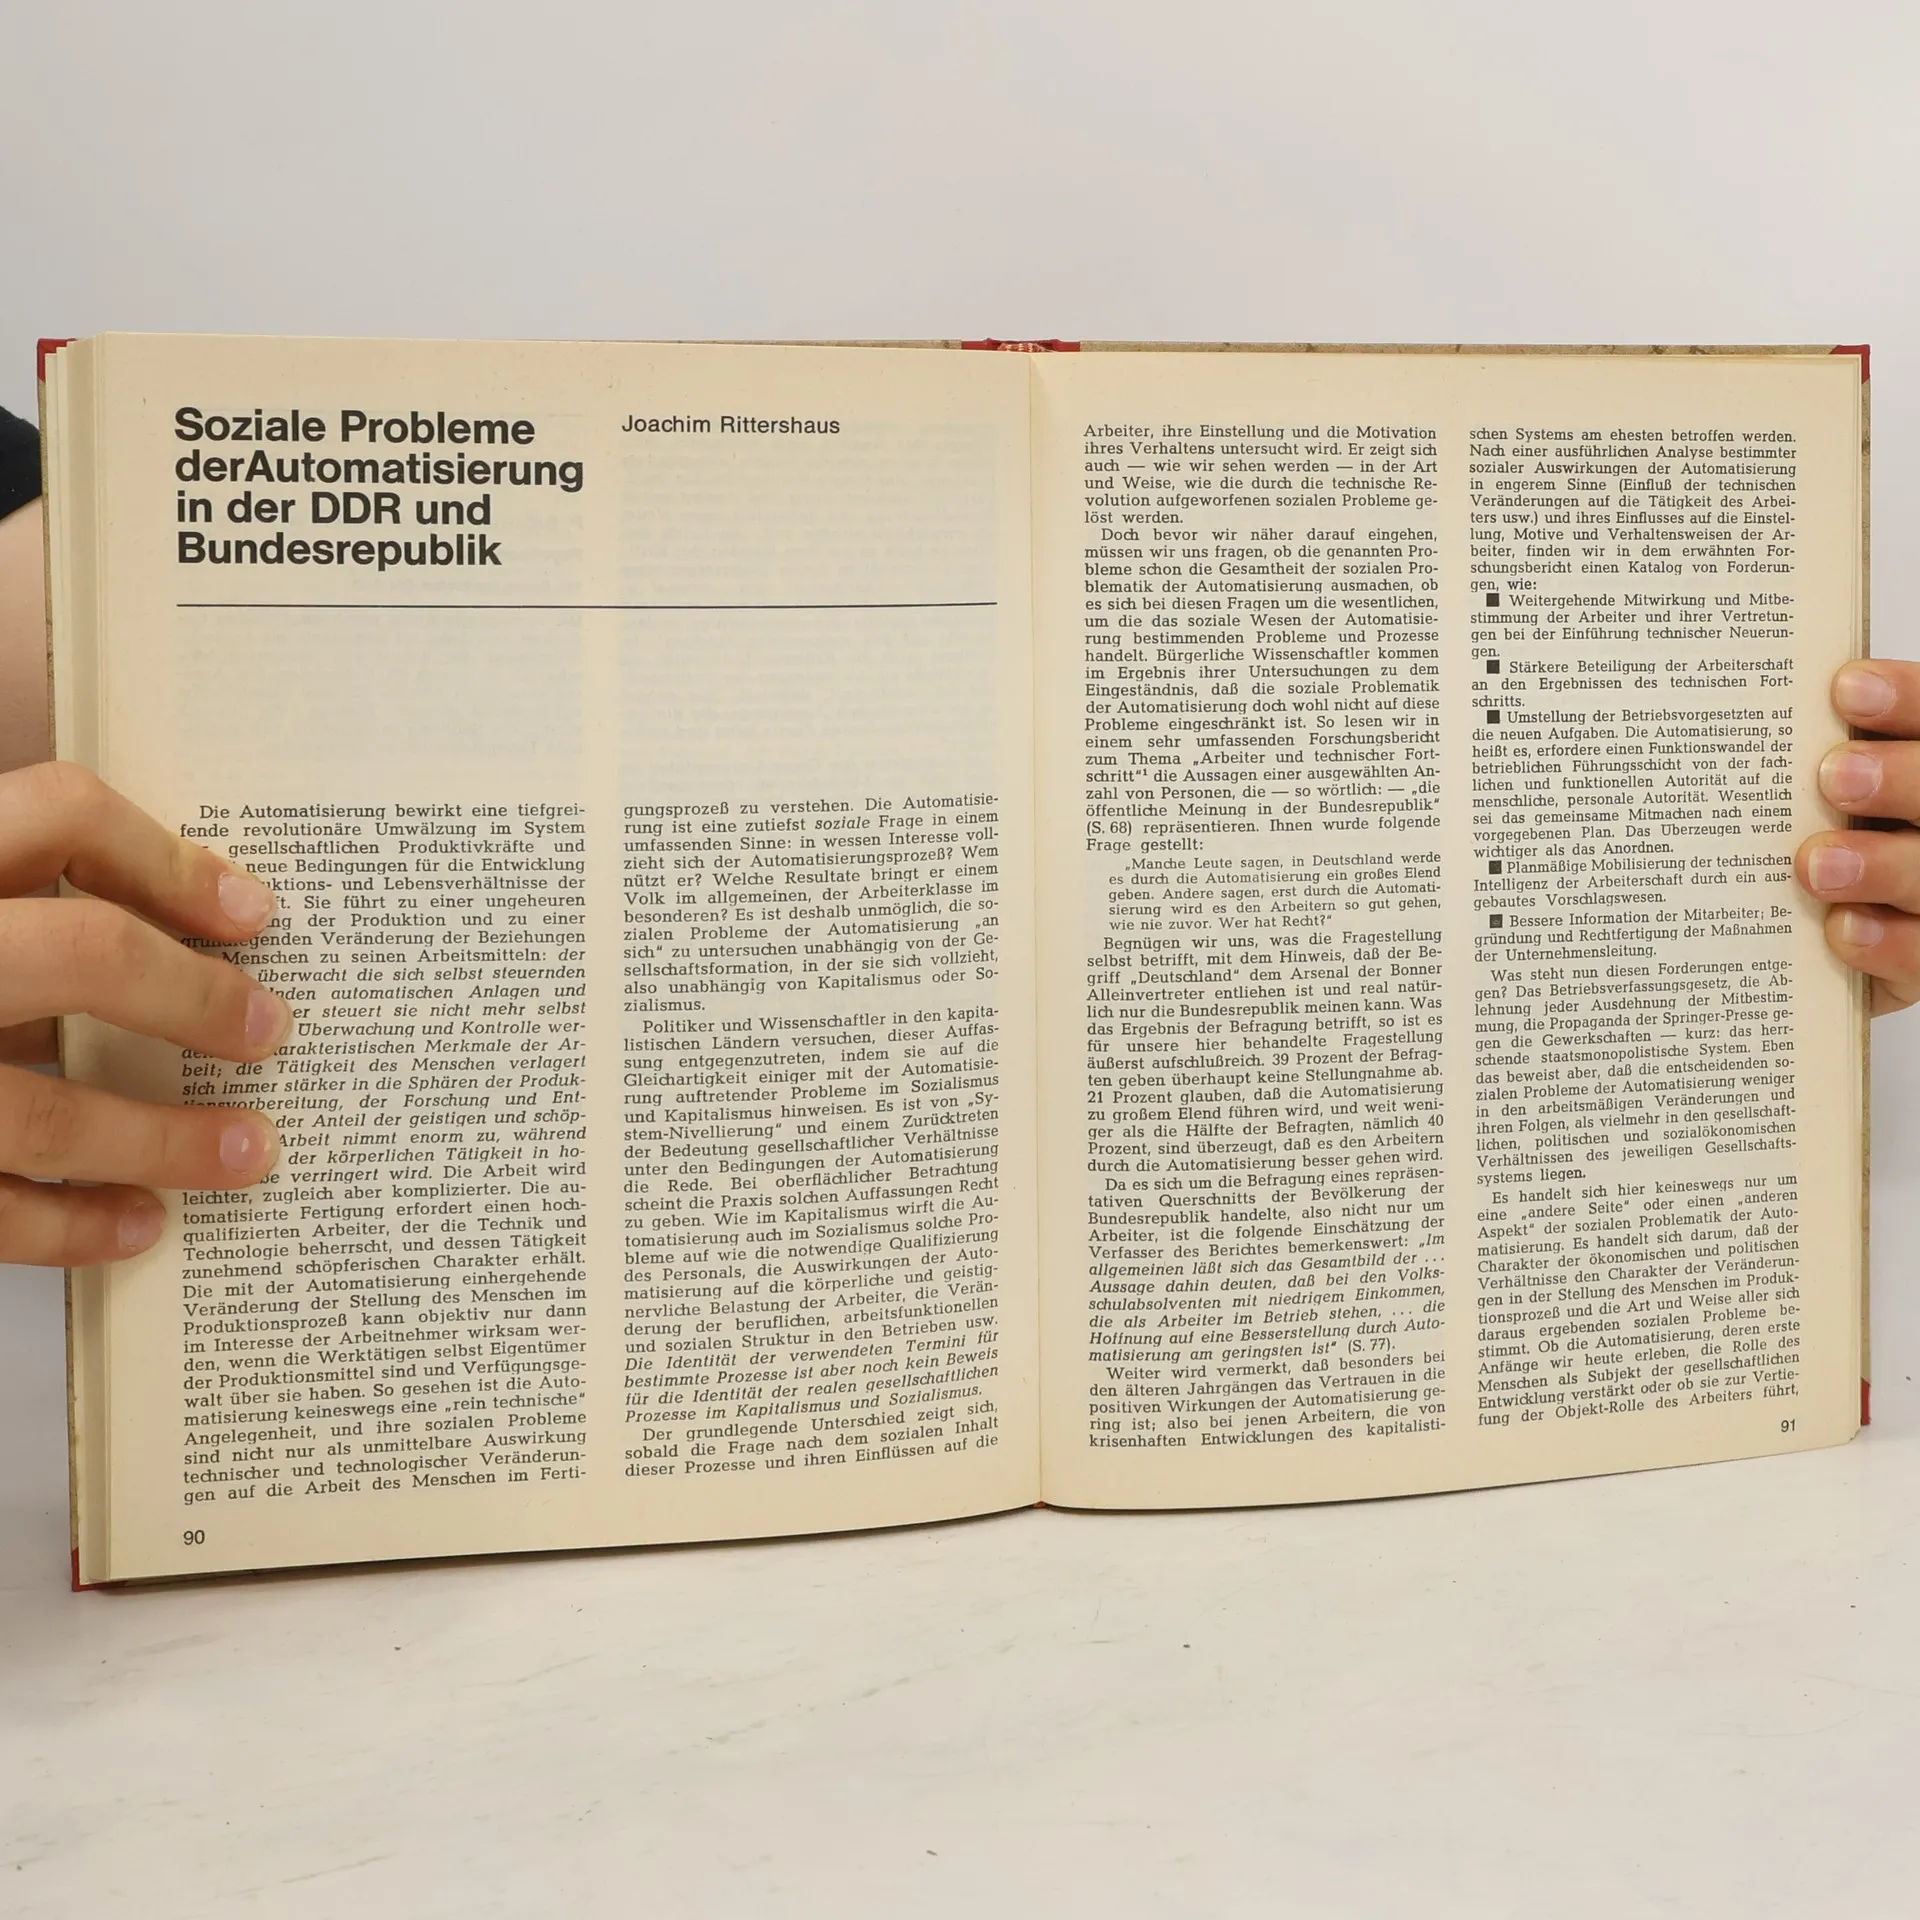 Soziale Probleme
derAutomatisierung
in der DDR und
Bundesrepublik
Joachim Rittershaus
Die Automatisierung bewirkt eine tiefgrei-
fende revolutionäre Umwälzung im System
gesellschaftlichen Produktivkräfte und
neue Bedingungen für die Entwicklung
uktions- und Lebensverhältnisse der
ft. Sie führt zu einer ungeheuren
ng der Produktion und zu einer
grundlegenden Veränderung der Beziehungen
Menschen zu seinen Arbeitsmitteln: der
überwacht die sich selbst steuernden
nden automatischen Anlagen und
er steuert sie nicht mehr selbst
Überwachung und Kontrolle wer-
arakteristischen Merkmale der Ar-
beit; die Tätigkeit des Menschen verlagert
sich immer stärker in die Sphären der Produk-
tionsvorbereitung, der Forschung und Ent-
der Anteil der geistigen und schöp-
Arbeit nimmt enorm zu, während
der körperlichen Tätigkeit in ho-
be verringert wird. Die Arbeit wird
leichter, zugleich aber komplizierter. Die au-
tomatisierte Fertigung erfordert einen hoch-
qualifizierten Arbeiter, der die Technik und
Technologie beherrscht, und dessen Tätigkeit
zunehmend schöpferischen Charakter erhält.
Die mit der Automatisierung einhergehende
Veränderung der Stellung des Menschen im
Produktionsprozeß kann objektiv nur dann
im Interesse der Arbeitnehmer wirksam wer-
den, wenn die Werktätigen selbst Eigentümer
der Produktionsmittel sind und Verfügungsge-
walt über sie haben. So gesehen ist die Auto-
matisierung keineswegs eine „rein technische“
Angelegenheit, und ihre sozialen Probleme
sind nicht nur als unmittelbare Auswirkung
technischer und technologischer Veränderun-
gen auf die Arbeit des Menschen im Ferti-
90
gungsprozeß zu verstehen. Die Automatisie-
rung ist eine zutiefst soziale Frage in einem
umfassenden Sinne: in wessen Interesse voll-
zieht sich der Automatisierungsprozeß? Wem
nützt er? Welche Resultate bringt er einem
Volk im allgemeinen, der Arbeiterklasse im
besonderen? Es ist deshalb unmöglich, die so-
zialen Probleme der Automatisierung „an
sich“ zu untersuchen unabhängig von der Ge-
sellschaftsformation, in der sie sich vollzieht,
also unabhängig von Kapitalismus oder So-
zialismus.
Politiker und Wissenschaftler in den kapita-
listischen Ländern versuchen, dieser Auffas-
sung entgegenzutreten, indem sie auf die
Gleichartigkeit einiger mit der Automatisie-
rung auftretender Probleme im Sozialismus
und Kapitalismus hinweisen. Es ist von „Sy-
stem-Nivellierung“ und einem Zurücktreten
der Bedeutung gesellschaftlicher Verhältnisse
unter den Bedingungen der Automatisierung
die Rede. Bei oberflächlicher Betrachtung
scheint die Praxis solchen Auffassungen Recht
zu geben. Wie im Kapitalismus wirft die Au-
tomatisierung auch im Sozialismus solche Pro-
bleme auf wie die notwendige Qualifizierung
des Personals, die Auswirkungen der Auto-
matisierung auf die körperliche und geistig-
nervliche Belastung der Arbeiter, die Verän-
derung der beruflichen, arbeitsfunktionellen
und sozialen Struktur in den Betrieben usw.
Die Identität der verwendeten Termini für
bestimmte Prozesse ist aber noch kein Beweis
für die Identität der realen gesellschaftlichen
Prozesse im Kapitalismus und Sozialismus.
Der grundlegende Unterschied zeigt sich,
sobald die Frage nach dem sozialen Inhalt
dieser Prozesse und ihren Einflüssen auf die
Arbeiter, ihre Einstellung und die Motivation
ihres Verhaltens untersucht wird. Er zeigt sich
auch — wie wir sehen werden — in der Art
und Weise, wie die durch die technische Re-
volution aufgeworfenen sozialen Probleme ge-
löst werden.
Doch bevor wir näher darauf eingehen,
müssen wir uns fragen, ob die genannten Pro-
bleme schon die Gesamtheit der sozialen Pro-
blematik der Automatisierung ausmachen, ob
es sich bei diesen Fragen um die wesentlichen,
um die das soziale Wesen der Automatisie-
rung bestimmenden Probleme und Prozesse
handelt. Bürgerliche Wissenschaftler kommen
im Ergebnis ihrer Untersuchungen zu dem
Eingeständnis, daß die soziale Problematik
der Automatisierung doch wohl nicht auf diese
Probleme eingeschränkt ist. So lesen wir in
einem sehr umfassenden Forschungsbericht
zum Thema „Arbeiter und technischer Fort-
schritt“¹ die Aussagen einer ausgewählten An-
zahl von Personen, die — so wörtlich: — „die
öffentliche Meinung in der Bundesrepublik“
(S. 68) repräsentieren. Ihnen wurde folgende
Frage gestellt:
„Manche Leute sagen, in Deutschland werde
es durch die Automatisierung ein großes Elend
geben. Andere sagen, erst durch die Automati-
sierung wird es den Arbeitern so gut gehen,
wie nie zuvor. Wer hat Recht?“
Begnügen wir uns, was die Fragestellung
selbst betrifft, mit dem Hinweis, daß der Be-
griff „Deutschland“ dem Arsenal der Bonner
Alleinvertreter entliehen ist und real natür-
lich nur die Bundesrepublik meinen kann. Was
das Ergebnis der Befragung betrifft, so ist es
für unsere hier behandelte Fragestellung
äußerst aufschlußreich. 39 Prozent der Befrag-
ten geben überhaupt keine Stellungnahme ab.
21 Prozent glauben, daß die Automatisierung
zu großem Elend führen wird, und weit weni-
ger als die Hälfte der Befragten, nämlich 40
Prozent, sind überzeugt, daß es den Arbeitern
durch die Automatisierung besser gehen wird.
Da es sich um die Befragung eines repräsen-
tativen Querschnitts der Bevölkerung der
Bundesrepublik handelte, also nicht nur um
Arbeiter, ist die folgende Einschätzung der
Verfasser des Berichtes bemerkenswert: „Im
allgemeinen läßt sich das Gesamtbild der ...
Aussage dahin deuten, daß bei den Volks-
schulabsolventen mit niedrigem Einkommen,
die als Arbeiter im Betrieb stehen, ... die
Hoffnung auf eine Besserstellung durch Auto-
matisierung am geringsten ist“ (S. 77).
Weiter wird vermerkt, daß besonders bei
den älteren Jahrgängen das Vertrauen in die
positiven Wirkungen der Automatisierung ge-
ring ist; also bei jenen Arbeitern, die von
krisenhaften Entwicklungen des kapitalisti-
schen Systems am ehesten betroffen werden.
Nach einer ausführlichen Analyse bestimmter
sozialer Auswirkungen der Automatisierung
in engerem Sinne (Einfluß der technischen
Veränderungen auf die Tätigkeit des Arbei-
ters usw.) und ihres Einflusses auf die Einstel-
lung, Motive und Verhaltensweisen der Ar-
beiter, finden wir in dem erwähnten For-
schungsbericht einen Katalog von Forderun-
gen, wie:
■ Weitergehende Mitwirkung und Mitbe-
stimmung der Arbeiter und ihrer Vertretun-
gen bei der Einführung technischer Neuerun-
gen.
■ Stärkere Beteiligung der Arbeiterschaft
an den Ergebnissen des technischen Fort-
schritts.
■ Umstellung der Betriebsvorgesetzten auf
die neuen Aufgaben. Die Automatisierung, so
heißt es, erfordere einen Funktionswandel der
betrieblichen Führungsschicht von der fach-
lichen und funktionellen Autorität auf die
menschliche, personale Autorität. Wesentlich
sei das gemeinsame Mitmachen nach einem
vorgegebenen Plan. Das Überzeugen werde
wichtiger als das Anordnen.
■ Planmäßige Mobilisierung der technischen
Intelligenz der Arbeiterschaft durch ein aus-
gebautes Vorschlagswesen.
■ Bessere Information der Mitarbeiter; Be-
gründung und Rechtfertigung der Maßnahmen
der Unternehmensleitung.
Was steht nun diesen Forderungen entge-
gen? Das Betriebsverfassungsgesetz, die Ab-
lehnung jeder Ausdehnung der Mitbestim-
mung, die Propaganda der Springer-Presse ge-
gen die Gewerkschaften — kurz: das herr-
schende staatsmonopolistische System. Eben
das beweist aber, daß die entscheidenden so-
zialen Probleme der Automatisierung weniger
in den arbeitsmäßigen Veränderungen und
ihren Folgen, als vielmehr in den gesellschaft-
lichen, politischen und sozialökonomischen
Verhältnissen des jeweiligen Gesellschafts-
systems liegen.
Es handelt sich hier keineswegs nur um
eine „andere Seite“ oder einen „anderen
Aspekt“ der sozialen Problematik der Auto-
matisierung. Es handelt sich darum, daß der
Charakter der ökonomischen und politischen
Verhältnisse den Charakter der Veränderun-
gen in der Stellung des Menschen im Produk-
tionsprozeß und die Art und Weise aller sich
daraus ergebenden sozialen Probleme be-
stimmt. Ob die Automatisierung, deren erste
Anfänge wir heute erleben, die Rolle des
Menschen als Subjekt der gesellschaftlichen
Entwicklung verstärkt oder ob sie zur Vertie-
fung der Objekt-Rolle des Arbeiters führt,
91